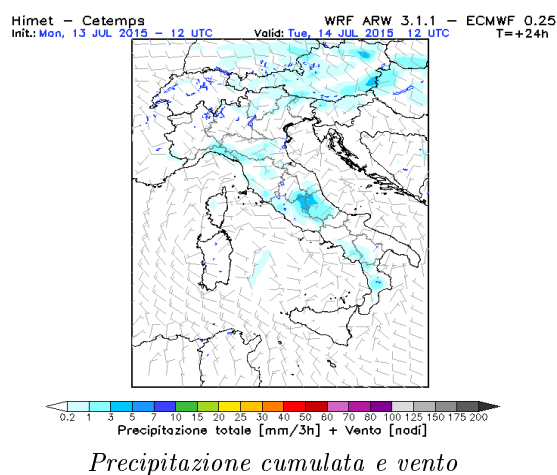 Himet – Cetemps WRF ARW 3.1.1 – ECMWF 0.25
Init.: Mon, 13 JUL 2015 – 12 UTC Valid: Tue, 14 JUL 2015 12 UTC T=+24h
0.2 1 3 5 7 10 15 20 25 30 40 50 60 70 80 100 125 150 175 200
Precipitazione totale [mm/3h] + Vento [nodi]
Precipitazione cumulata e vento